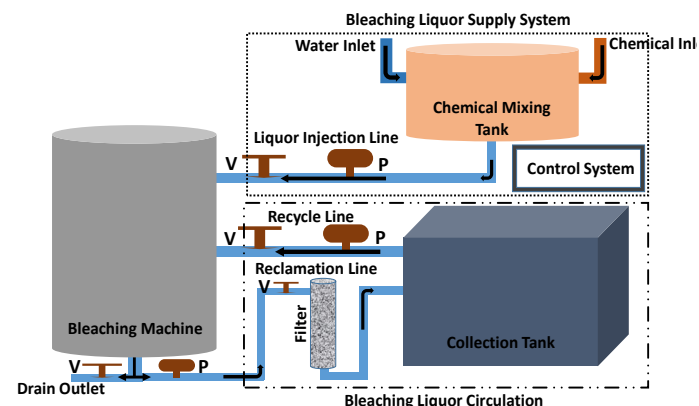 Bleaching Liquor Supply System
Water Inlet
Chemical Inl
Chemical Mixing
Tank
Liquor Injection Line
V
P
Control System
Recycle Line
V
P
Reclamation Line
V
Filter
Bleaching Machine
Collection Tank
V
P
Drain Outlet
Bleaching Liquor Circulation